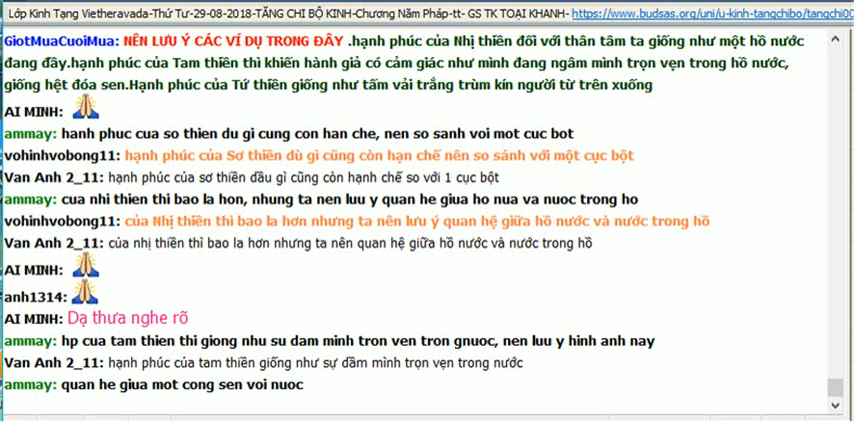 Lớp Kinh Tạng Vietheravada-Thứ Tư-29-08-2018-TĂNG CHI BỘ KINH-Chương Năm Pháp-tt- GS TK TOẠI KHANH- https://www.budsas.org/uni/u-kinh-tangchibo/tangchi0
GiotMuaCuoiMua: NÊN LƯU Ý CÁC VÍ DỤ TRONG ĐÂY .hạnh phúc của Nhị thiền đối với thân tâm ta giống như một hồ nước
đang đầy.hạnh phúc của Tam thiền thì khiến hành giả có cảm giác như mình đang ngâm mình trọn vẹn trong hồ nước,
giống hệt đóa sen.Hạnh phúc của Tứ thiền giống như tấm vải trắng trùm kín người từ trên xuống
AI MINH:
ammay: hanh phuc cua so thien du gi cung con han che, nen so sanh voi mot cuc bot
vohinhvobong11: hạnh phúc của Sơ thiền dù gì cũng còn hạn chế nên so sánh với một cục bột
Van Anh 2_11: hạnh phúc của sơ thiền dầu gì cũng còn hạnh chế so với 1 cục bột
ammay: cua nhi thien thi bao la hon, nhung ta nen luu y quan he giua ho nua va nuoc trong ho
vohinhvobong11: của Nhị thiền thì bao la hơn nhưng ta nên lưu ý quan hệ giữa hồ nước và nước trong hồ
Van Anh 2_11: của nhị thiền thì bao la hơn nhưng ta nên quan hệ giữa hồ nước và nước trong hồ
AI MINH:
anh1314:
AI MINH: Dạ thưa nghe rõ
ammay: hp cua tam thien thi giong nhu su dam minh tron ven tron gnuoc, nen luu y hinh anh nay
Van Anh 2_11: hạnh phúc của tam thiền giống như sự dầm mình trọn vẹn trong nước
ammay: quan he giua mot cong sen voi nuoc